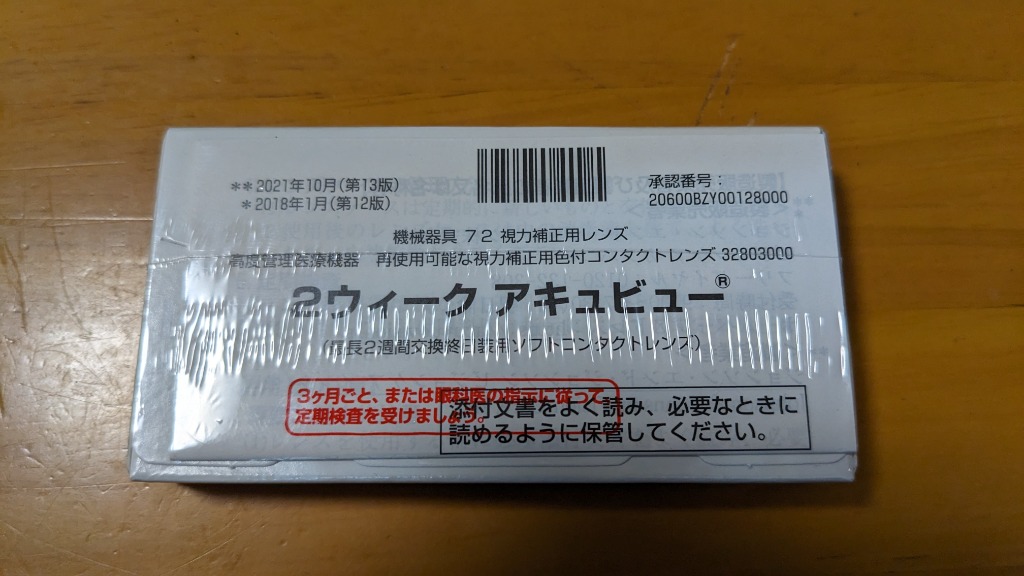 **2021年10月(第13版)
*2018年1月(第12版)
承認番号:
20600BZY00128000
機械器具 72 視力補正用レンズ
高度管理医療機器 再使用可能な視力補正用色付コンタクトレンズ 32803000
2ウィーク アキュビュー®
(最長2週間交換終日装用ソフトコンタクトレンズ)
3ヶ月ごと、または眼科医の指示に従って
定期検査を受けましょう。
添付文書をよく読み、必要なときに
読めるように保管してください。